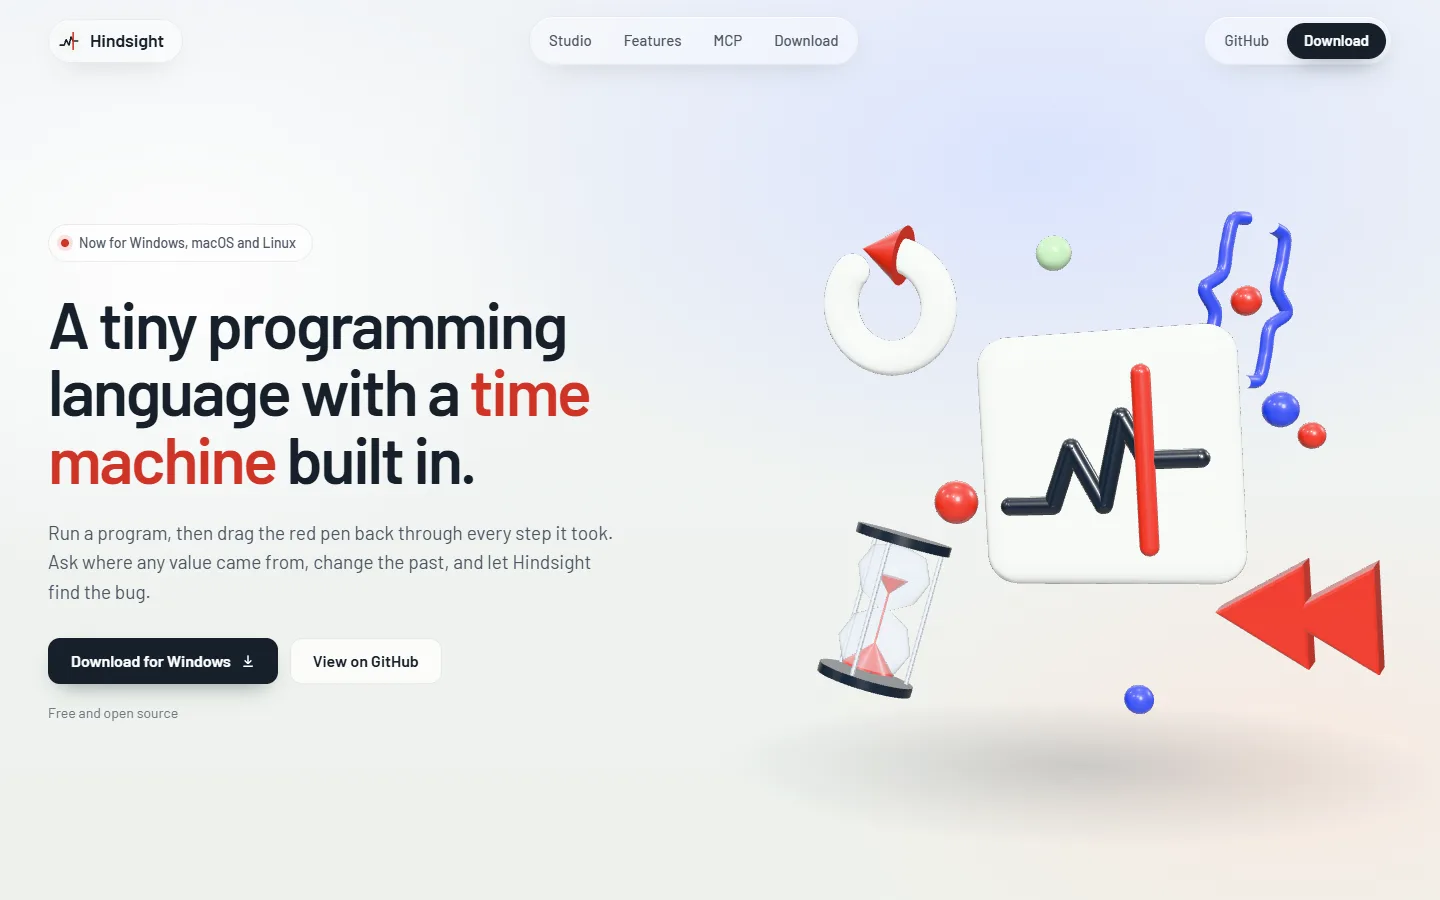 Hindsight
Studio Features MCP Download
GitHub Download
Now for Windows, macOS and Linux
A tiny programming
language with a time
machine built in.
Run a program, then drag the red pen back through every step it took.
Ask where any value came from, change the past, and let Hindsight
find the bug.
Download for Windows
View on GitHub
Free and open source